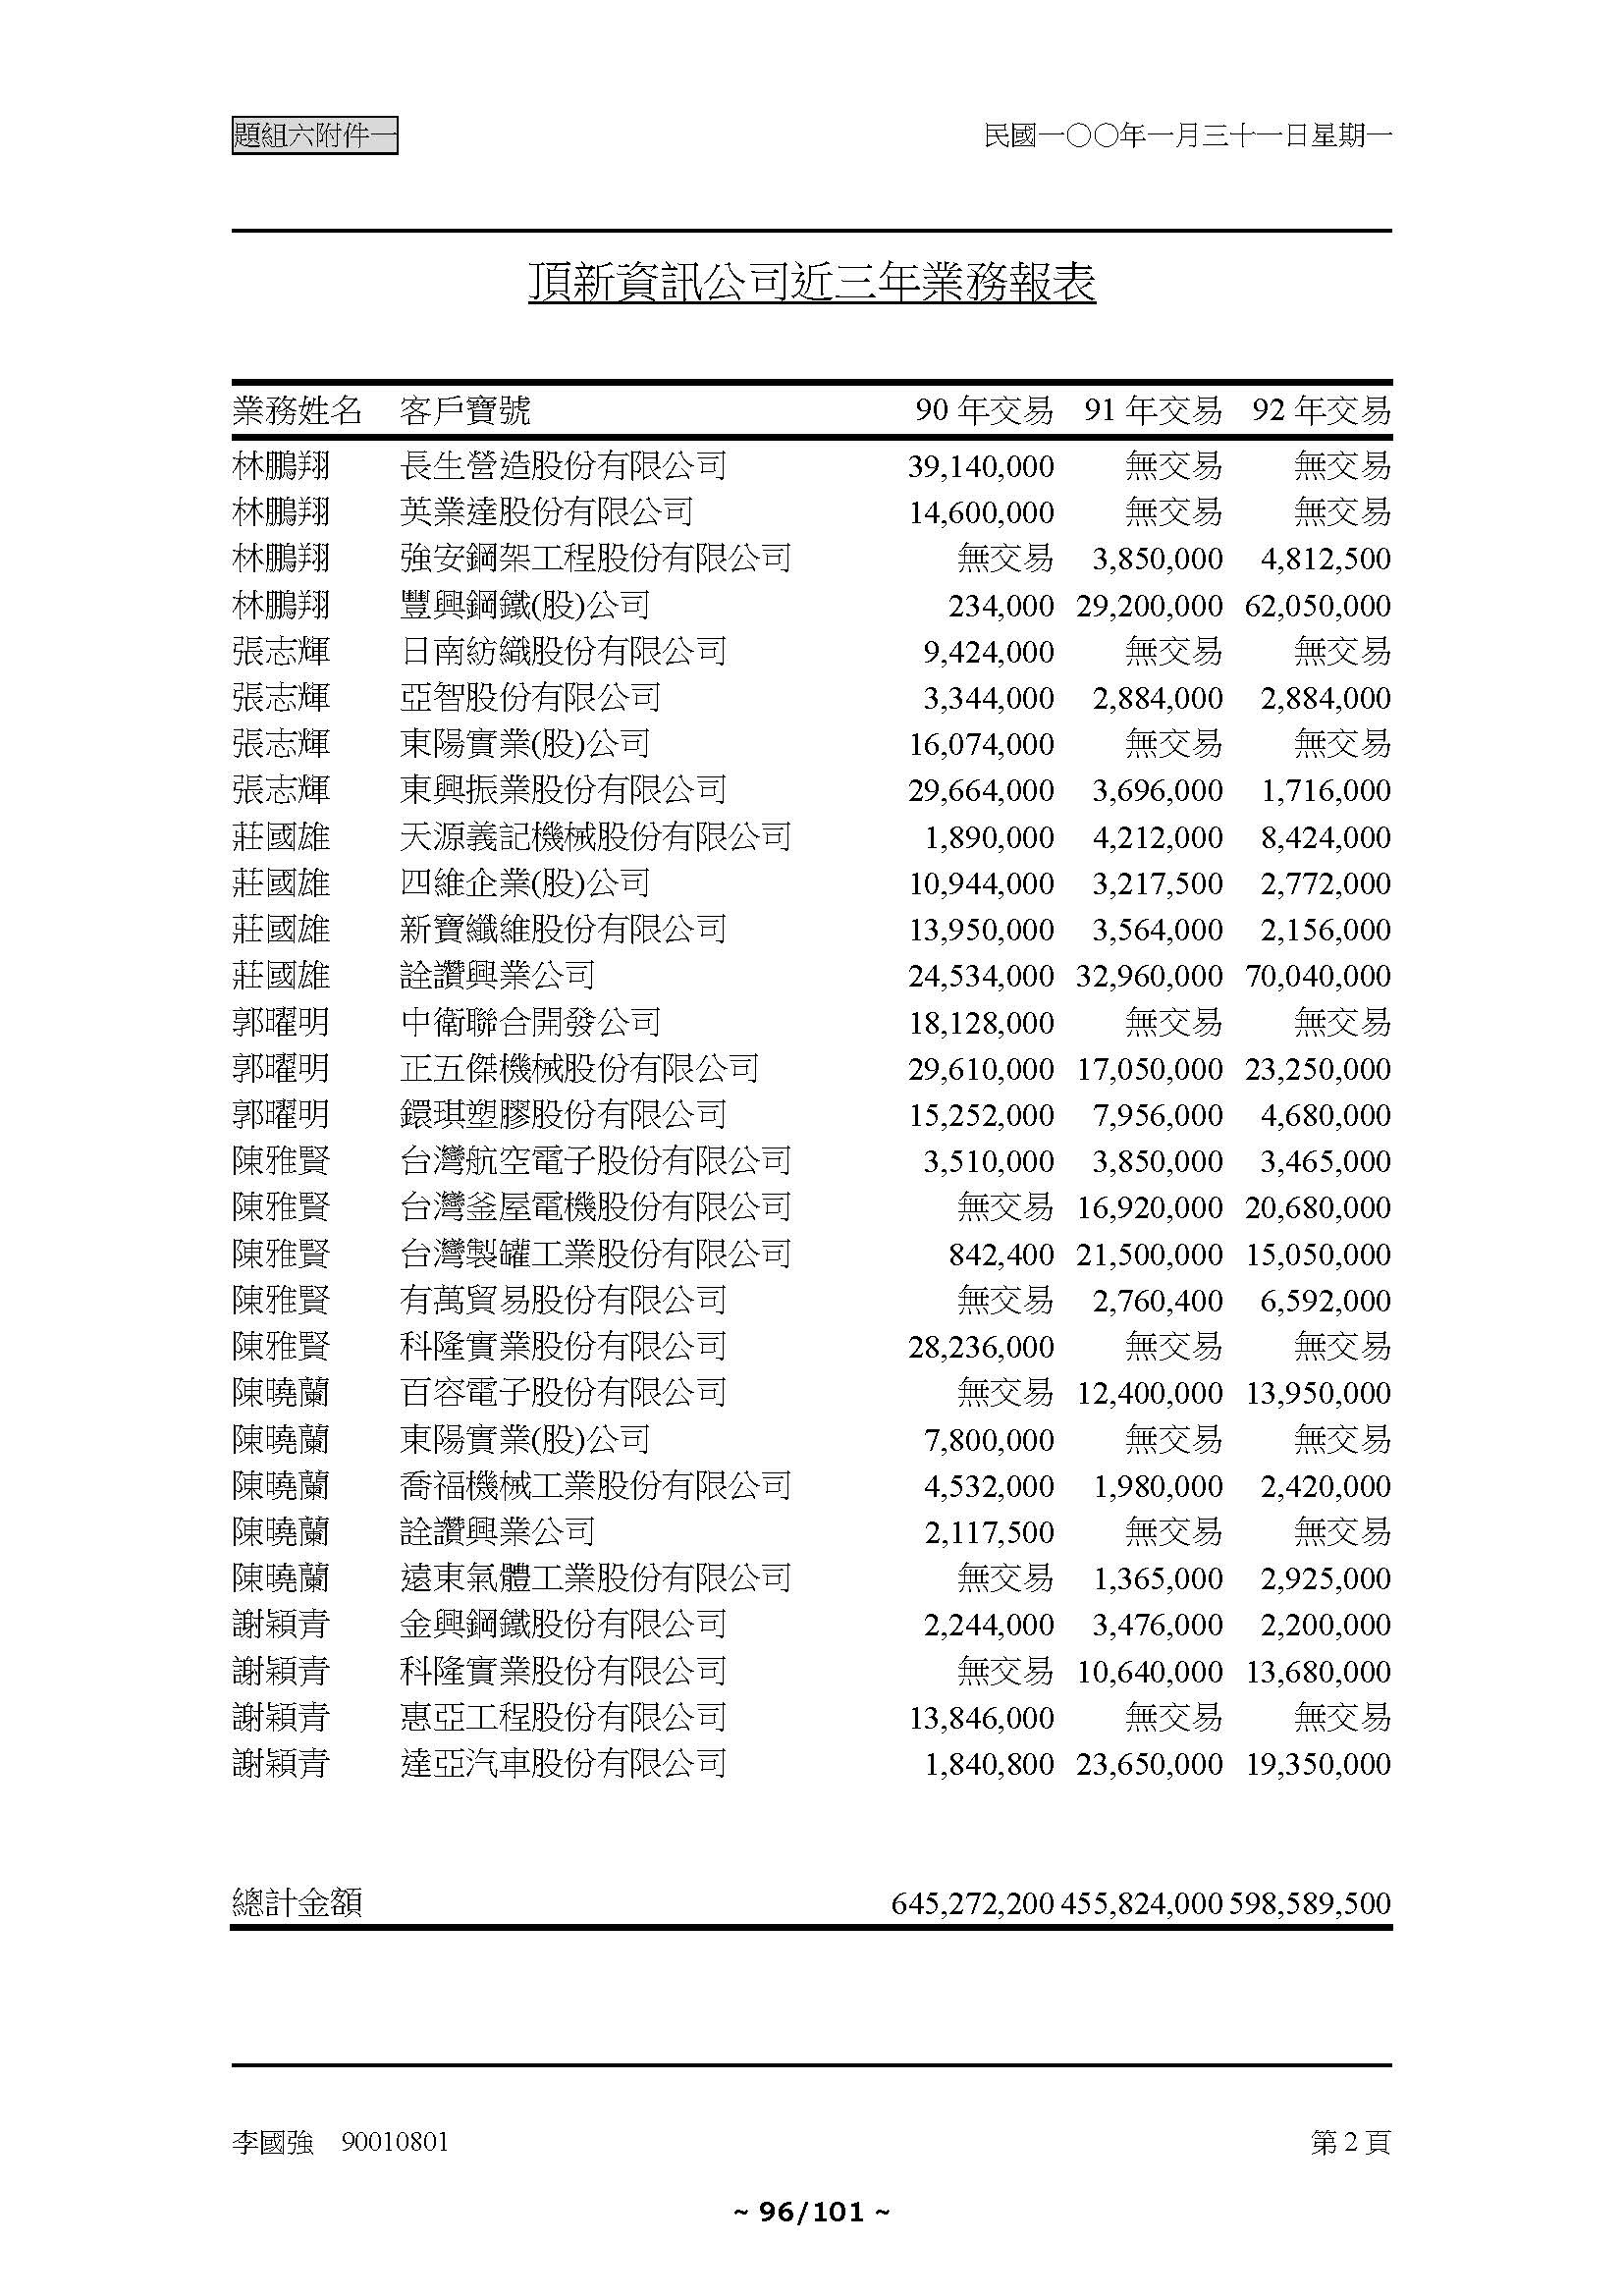 題組六附件一 民國一○○年一月三十一日星期一
頂新資訊公司近三年業務報表
業務姓名 客戶寶號 90 年交易 91 年交易 92 年交易
林鵬翔 長生營造股份有限公司 39,140,000 無交易 無交易
林鵬翔 英業達股份有限公司 14,600,000 無交易 無交易
林鵬翔 強安鋼架工程股份有限公司 無交易 3,850,000 4,812,500
林鵬翔 豐興鋼鐵(股)公司 234,000 29,200,000 62,050,000
張志輝 日南紡織股份有限公司 9,424,000 無交易 無交易
張志輝 亞智股份有限公司 3,344,000 2,884,000 2,884,000
張志輝 東陽實業(股)公司 16,074,000 無交易 無交易
張志輝 東興振業股份有限公司 29,664,000 3,696,000 1,716,000
莊國雄 天源義記機械股份有限公司 1,890,000 4,212,000 8,424,000
莊國雄 四維企業(股)公司 10,944,000 3,217,500 2,772,000
莊國雄 新寶纖維股份有限公司 13,950,000 3,564,000 2,156,000
莊國雄 詮讚興業公司 24,534,000 32,960,000 70,040,000
郭曜明 中衛聯合開發公司 18,128,000 無交易 無交易
郭曜明 正五傑機械股份有限公司 29,610,000 17,050,000 23,250,000
郭曜明 鐶琪塑膠股份有限公司 15,252,000 7,956,000 4,680,000
陳雅賢 台灣航空電子股份有限公司 3,510,000 3,850,000 3,465,000
陳雅賢 台灣釜屋電機股份有限公司 無交易 16,920,000 20,680,000
陳雅賢 台灣製罐工業股份有限公司 842,400 21,500,000 15,050,000
陳雅賢 有萬貿易股份有限公司 無交易 2,760,400 6,592,000
陳雅賢 科隆實業股份有限公司 28,236,000 無交易 無交易
陳曉蘭 百容電子股份有限公司 無交易 12,400,000 13,950,000
陳曉蘭 東陽實業(股)公司 7,800,000 無交易 無交易
陳曉蘭 喬福機械工業股份有限公司 4,532,000 1,980,000 2,420,000
陳曉蘭 詮讚興業公司 2,117,500 無交易 無交易
陳曉蘭 遠東氣體工業股份有限公司 無交易 1,365,000 2,925,000
謝穎青 金興鋼鐵股份有限公司 2,244,000 3,476,000 2,200,000
謝穎青 科隆實業股份有限公司 無交易 10,640,000 13,680,000
謝穎青 惠亞工程股份有限公司 13,846,000 無交易 無交易
謝穎青 達亞汽車股份有限公司 1,840,800 23,650,000 19,350,000
總計金額 645,272,200 455,824,000 598,589,500
李國強 90010801 第 2 頁
~ 96/101 ~